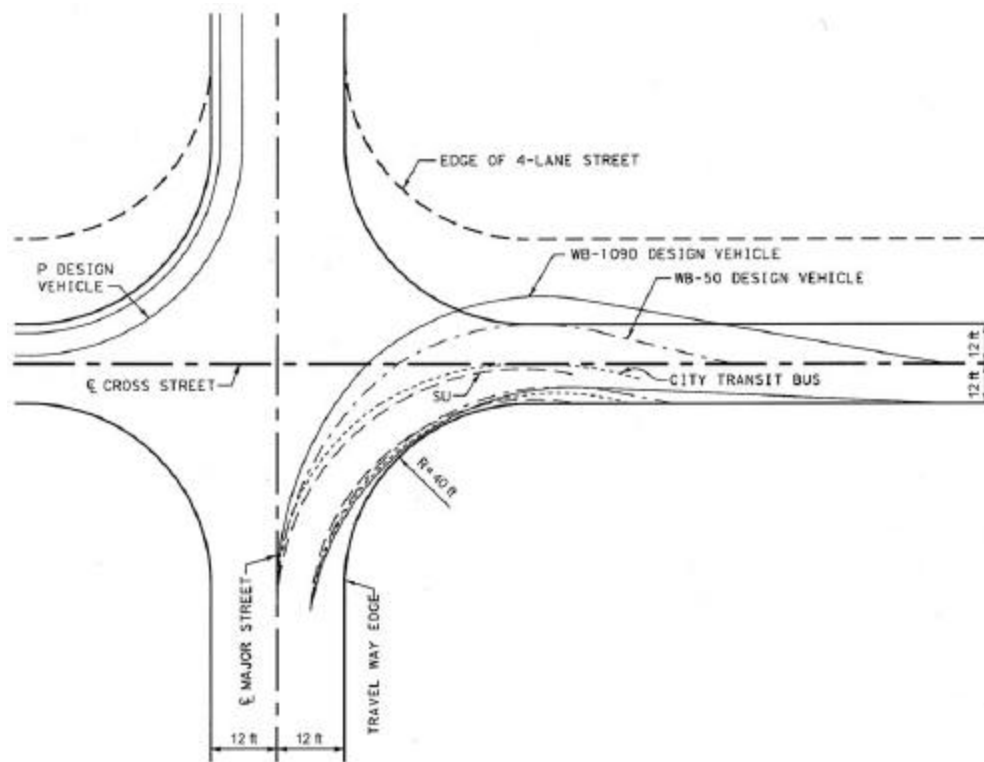 EDGE OF 4-LANE STREET
WB-109D DESIGN VEHICLE
P DESIGN
VEHICLE
WB-50 DESIGN VEHICLE
12 ft
12 ft
℄ CROSS STREET
SU
CITY TRANSIT BUS
R=40 ft
℄ MAJOR STREET
TRAVEL WAY EDGE
12 ft
12 ft